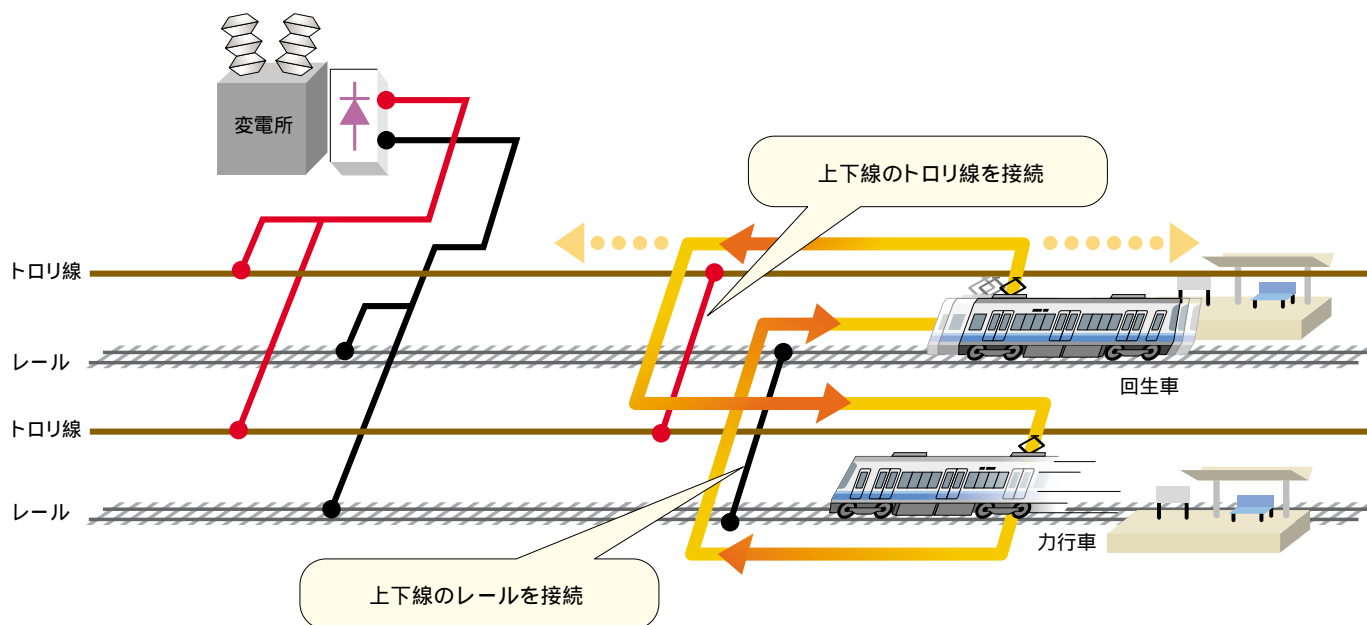 変電所
上下線のトロリ線を接続
トロリ線
レール
回生車
トロリ線
レール
力行車
上下線のレールを接続